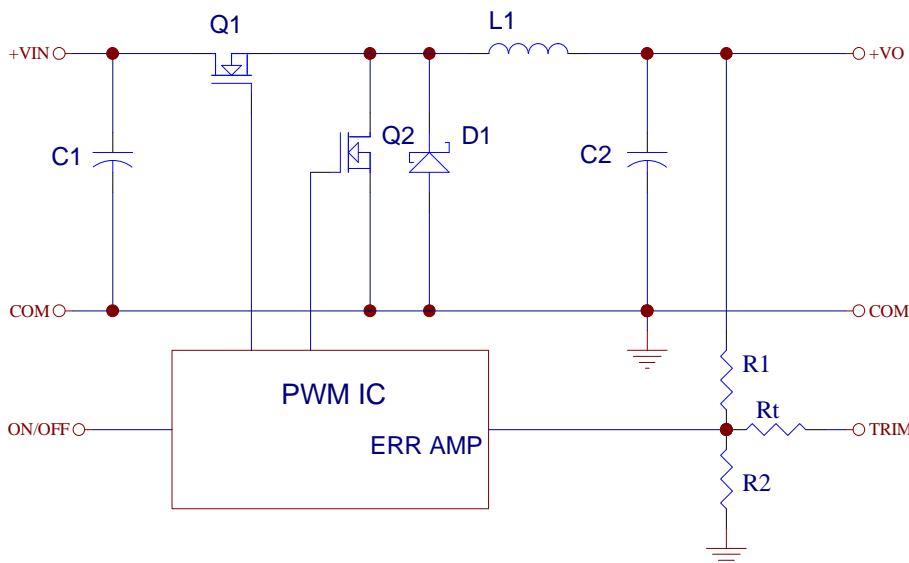 Q1
L1
+VIN
+VO
C1
Q2
D1
C2
COM
COM
PWM IC
R1
ON/OFF
ERR AMP
Rt
TRIM
R2